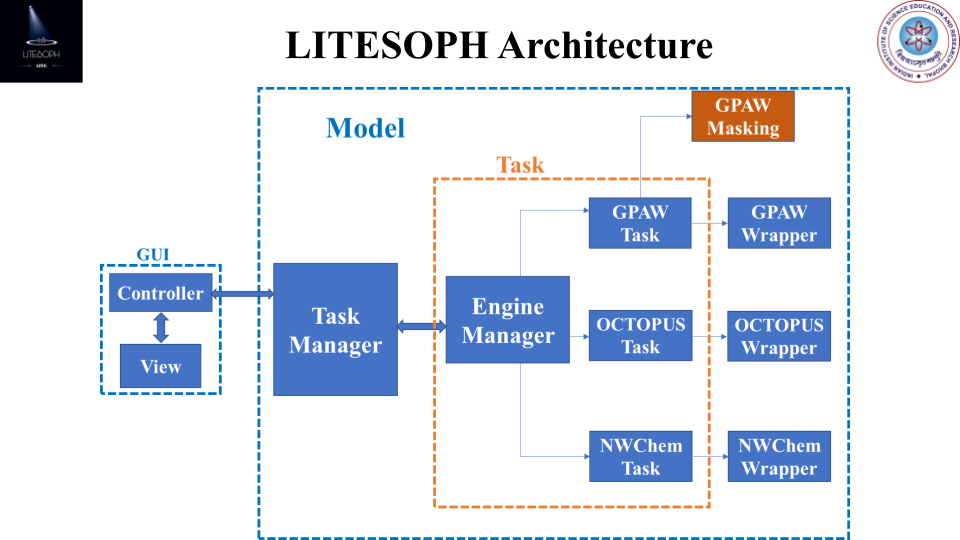 LITESOPH Architecture
LITESOPH
INDIAN INSTITUTE OF SCIENCE EDUCATION AND RESEARCH BHOPAL
GPAW
Masking
Model
Task
GPAW
Task
GPAW
Wrapper
GUI
Controller
View
Task
Manager
Engine
Manager
OCTOPUS
Task
OCTOPUS
Wrapper
NWChem
Task
NWChem
Wrapper